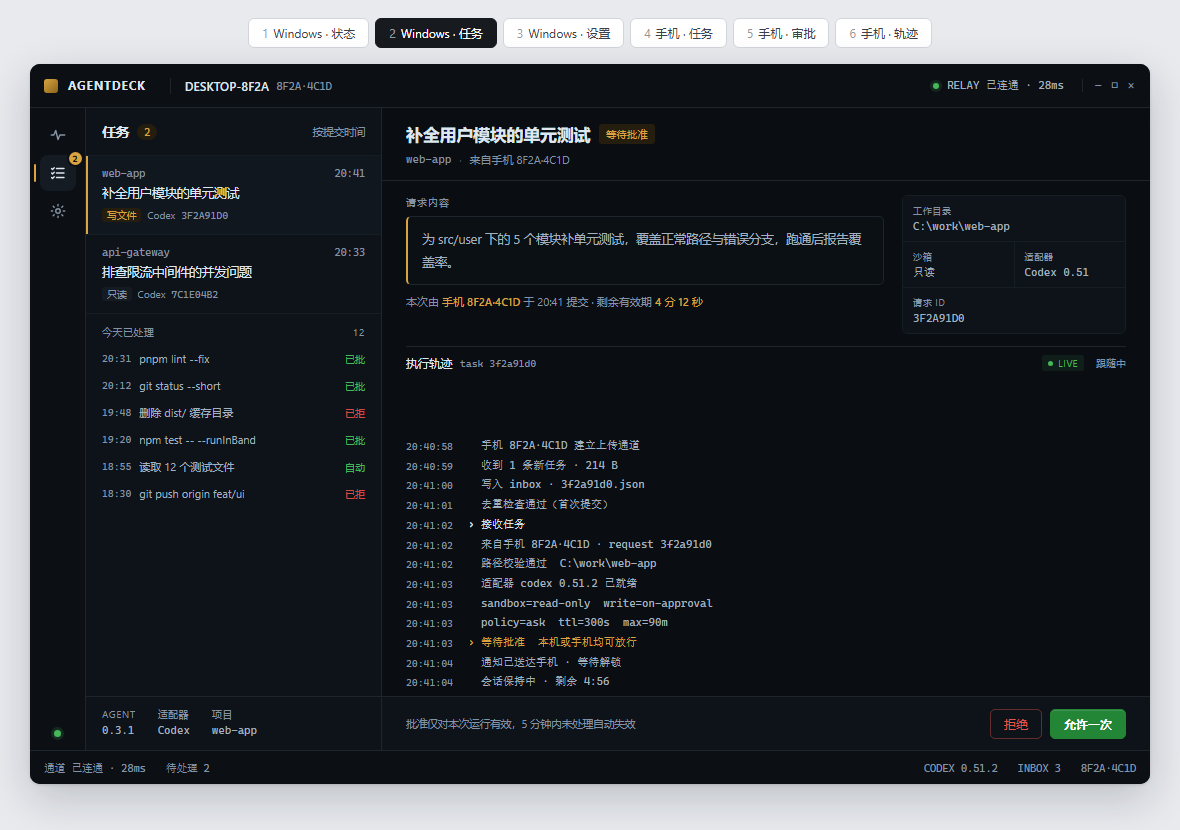 1 Windows · 状态
2 Windows · 任务
3 Windows · 设置
4 手机 · 任务
5 手机 · 审批
6 手机 · 轨迹
AGENTDECK
DESKTOP-8F2A 8F2A·4C1D
RELAY 已连通 · 28ms
2
任务 2
按提交时间
web-app 20:41
补全用户模块的单元测试
写文件 Codex 3F2A91D0
api-gateway 20:33
排查限流中间件的并发问题
只读 Codex 7C1E04B2
今天已处理 12
20:31 pnpm lint --fix 已批
20:12 git status --short 已批
19:48 删除 dist/ 缓存目录 已拒
19:20 npm test -- --runInBand 已批
18:55 读取 12 个测试文件 自动
18:30 git push origin feat/ui 已拒
AGENT 适配器 项目
0.3.1 Codex web-app
补全用户模块的单元测试 等待批准
web-app · 来自手机 8F2A-4C1D
请求内容
为 src/user 下的 5 个模块补单元测试，覆盖正常路径与错误分支，跑通后报告覆
盖率。
本次由 手机 8F2A-4C1D 于 20:41 提交 · 剩余有效期 4 分 12 秒
工作目录
C:\work\web-app
沙箱 适配器
只读 Codex 0.51
请求 ID
3F2A91D0
执行轨迹 task 3f2a91d0
LIVE 跟随中
20:40:58 手机 8F2A·4C1D 建立上传通道
20:40:59 收到 1 条新任务 · 214 B
20:41:00 写入 inbox · 3f2a91d0.json
20:41:01 去重检查通过（首次提交）
20:41:02 › 接收任务
20:41:02 来自手机 8F2A·4C1D · request 3f2a91d0
20:41:02 路径校验通过 C:\work\web-app
20:41:03 适配器 codex 0.51.2 已就绪
20:41:03 sandbox=read-only write=on-approval
20:41:03 policy=ask ttl=300s max=90m
20:41:03 › 等待批准 本机或手机均可放行
20:41:04 通知已送达手机 · 等待解锁
20:41:04 会话保持中 · 剩余 4:56
批准仅对本次运行有效，5 分钟内未处理自动失效
拒绝
允许一次
通道 已连通 · 28ms 待处理 2
CODEX 0.51.2 INBOX 3 8F2A·4C1D